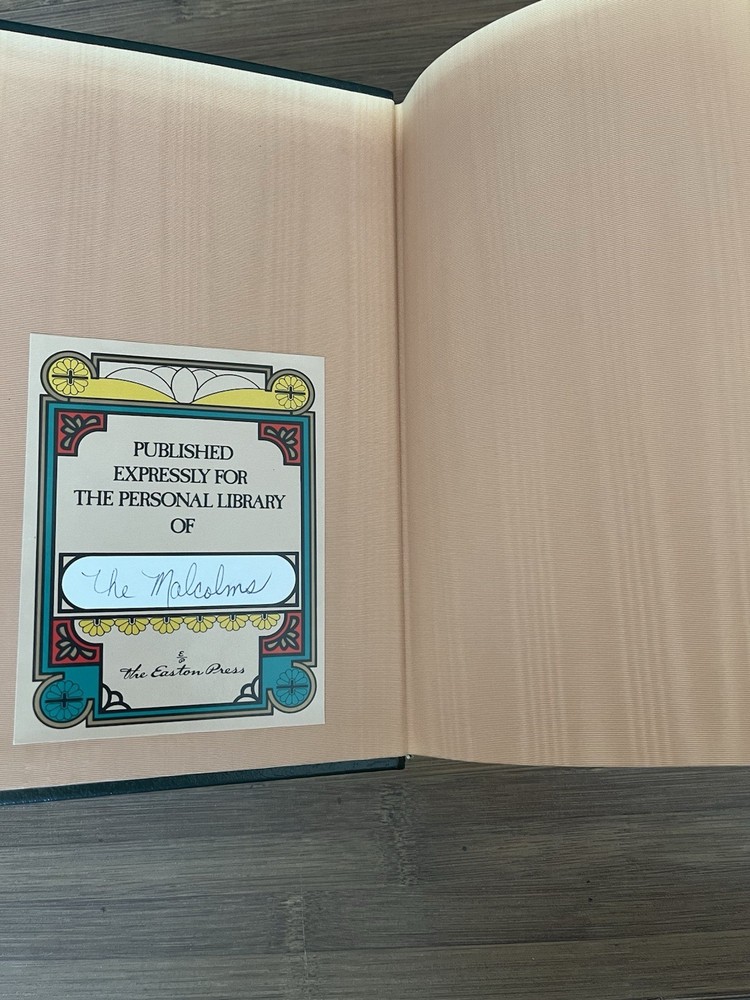 PUBLISHED
EXPRESSLY FOR
THE PERSONAL LIBRARY
OF
The Malcolms
E/P
the Easton Press